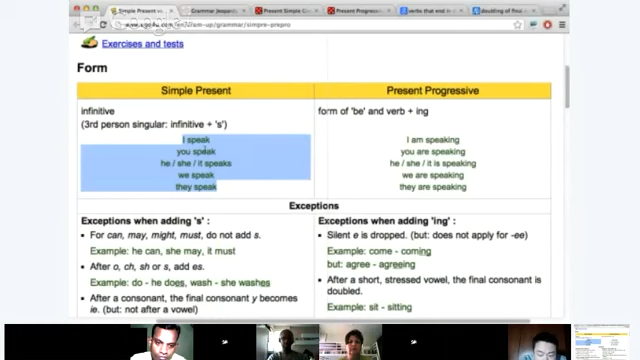 Simple Present vs
Grammar Jeopardy
Present Simple
Present Progress
verbs that end in
doubling of final
Google
Exercises and tests
Form
Simple Present
Present Progressive
infinitive
(3rd person singular: infinitive + 's')
form of 'be' and verb + ing
I speak
you speak
he / she / it speaks
we speak
they speak
I am speaking
you are speaking
he / she / it is speaking
we are speaking
they are speaking
Exceptions
Exceptions when adding 's' :
For can, may, might, must, do not add s.
Example: he can, she may, it must
After o, ch, sh or s, add es.
Example: do - he does, wash - she washes
After a consonant, the final consonant y becomes
ie. (but: not after a vowel)
Exceptions when adding 'ing' :
Silent e is dropped. (but: does not apply for -ee)
Example: come - coming
but: agree - agreeing
After a short, stressed vowel, the final consonant is
doubled.
Example: sit - sitting